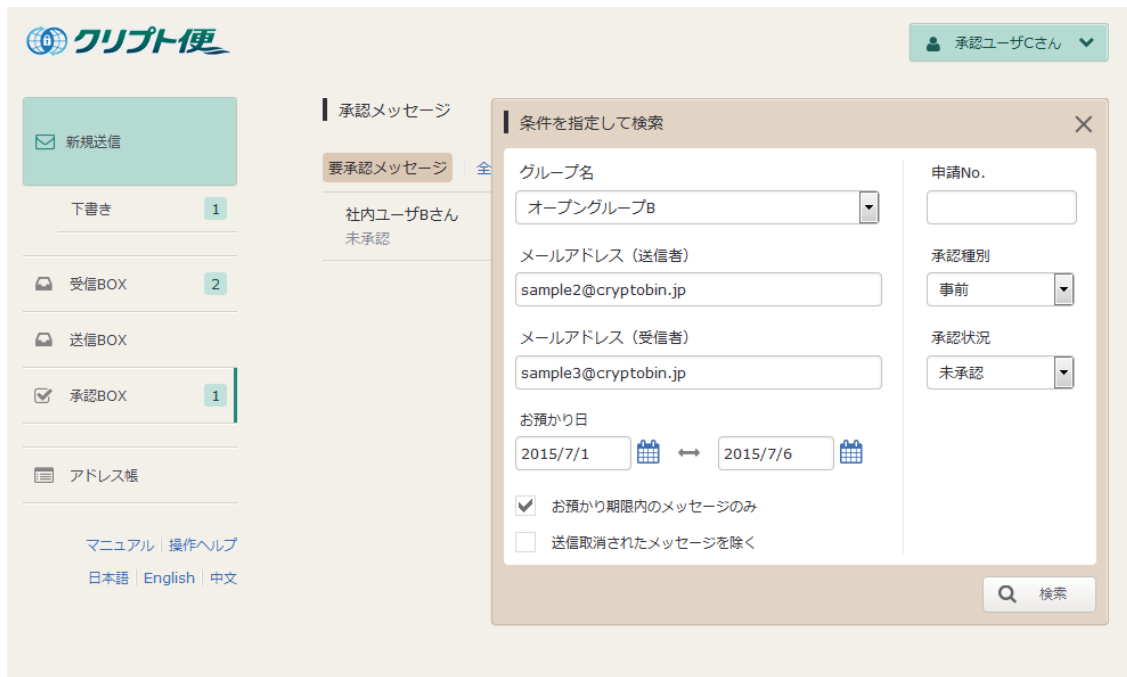 クリプト便
承認ユーザCさん
新規送信
下書き 1
受信BOX 2
送信BOX
承認BOX 1
アドレス帳
マニュアル 操作ヘルプ
日本語 English 中文
承認メッセージ
要承認メッセージ 全
社内ユーザBさん
未承認
条件を指定して検索
グループ名
オープングループB
メールアドレス（送信者）
sample2@cryptobin.jp
メールアドレス（受信者）
sample3@cryptobin.jp
お預かり日
2015/7/1 2015/7/6
お預かり期限内のメッセージのみ
送信取消されたメッセージを除く
申請No.
承認種別
事前
承認状況
未承認
検索